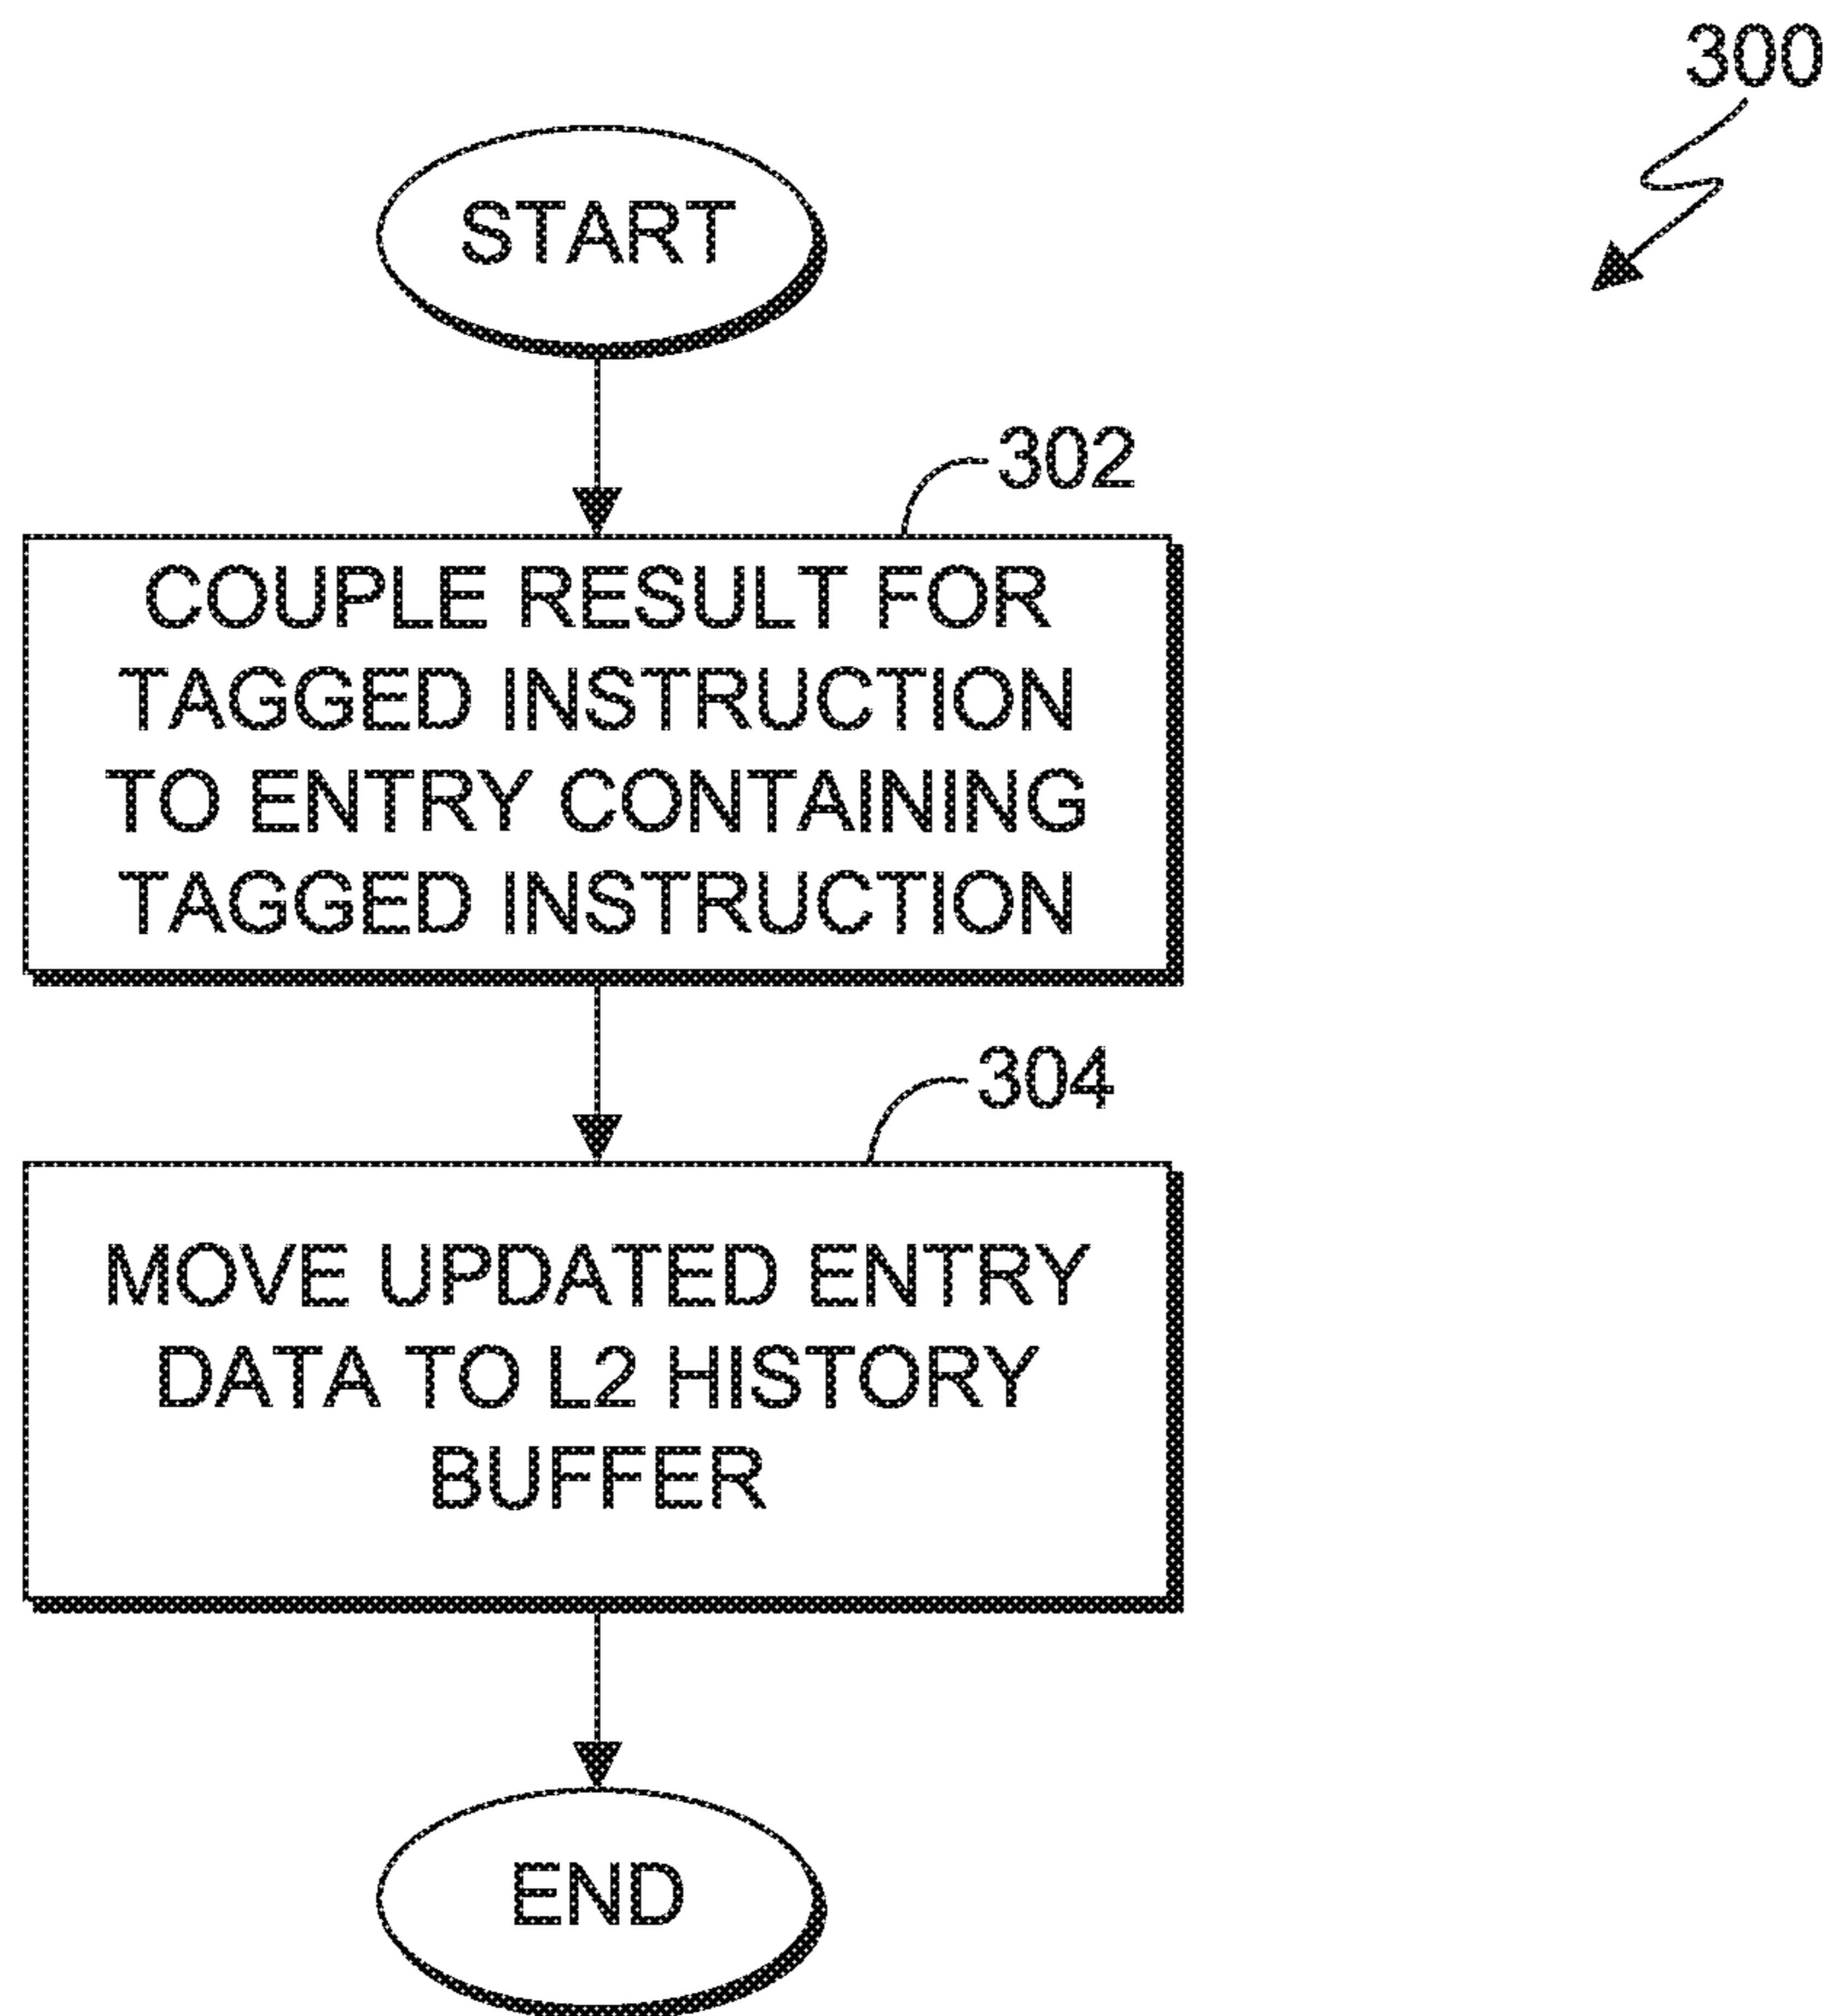 300
START
302
COUPLE RESULT FOR
TAGGED INSTRUCTION
TO ENTRY CONTAINING
TAGGED INSTRUCTION
304
MOVE UPDATED ENTRY
DATA TO L2 HISTORY
BUFFER
END